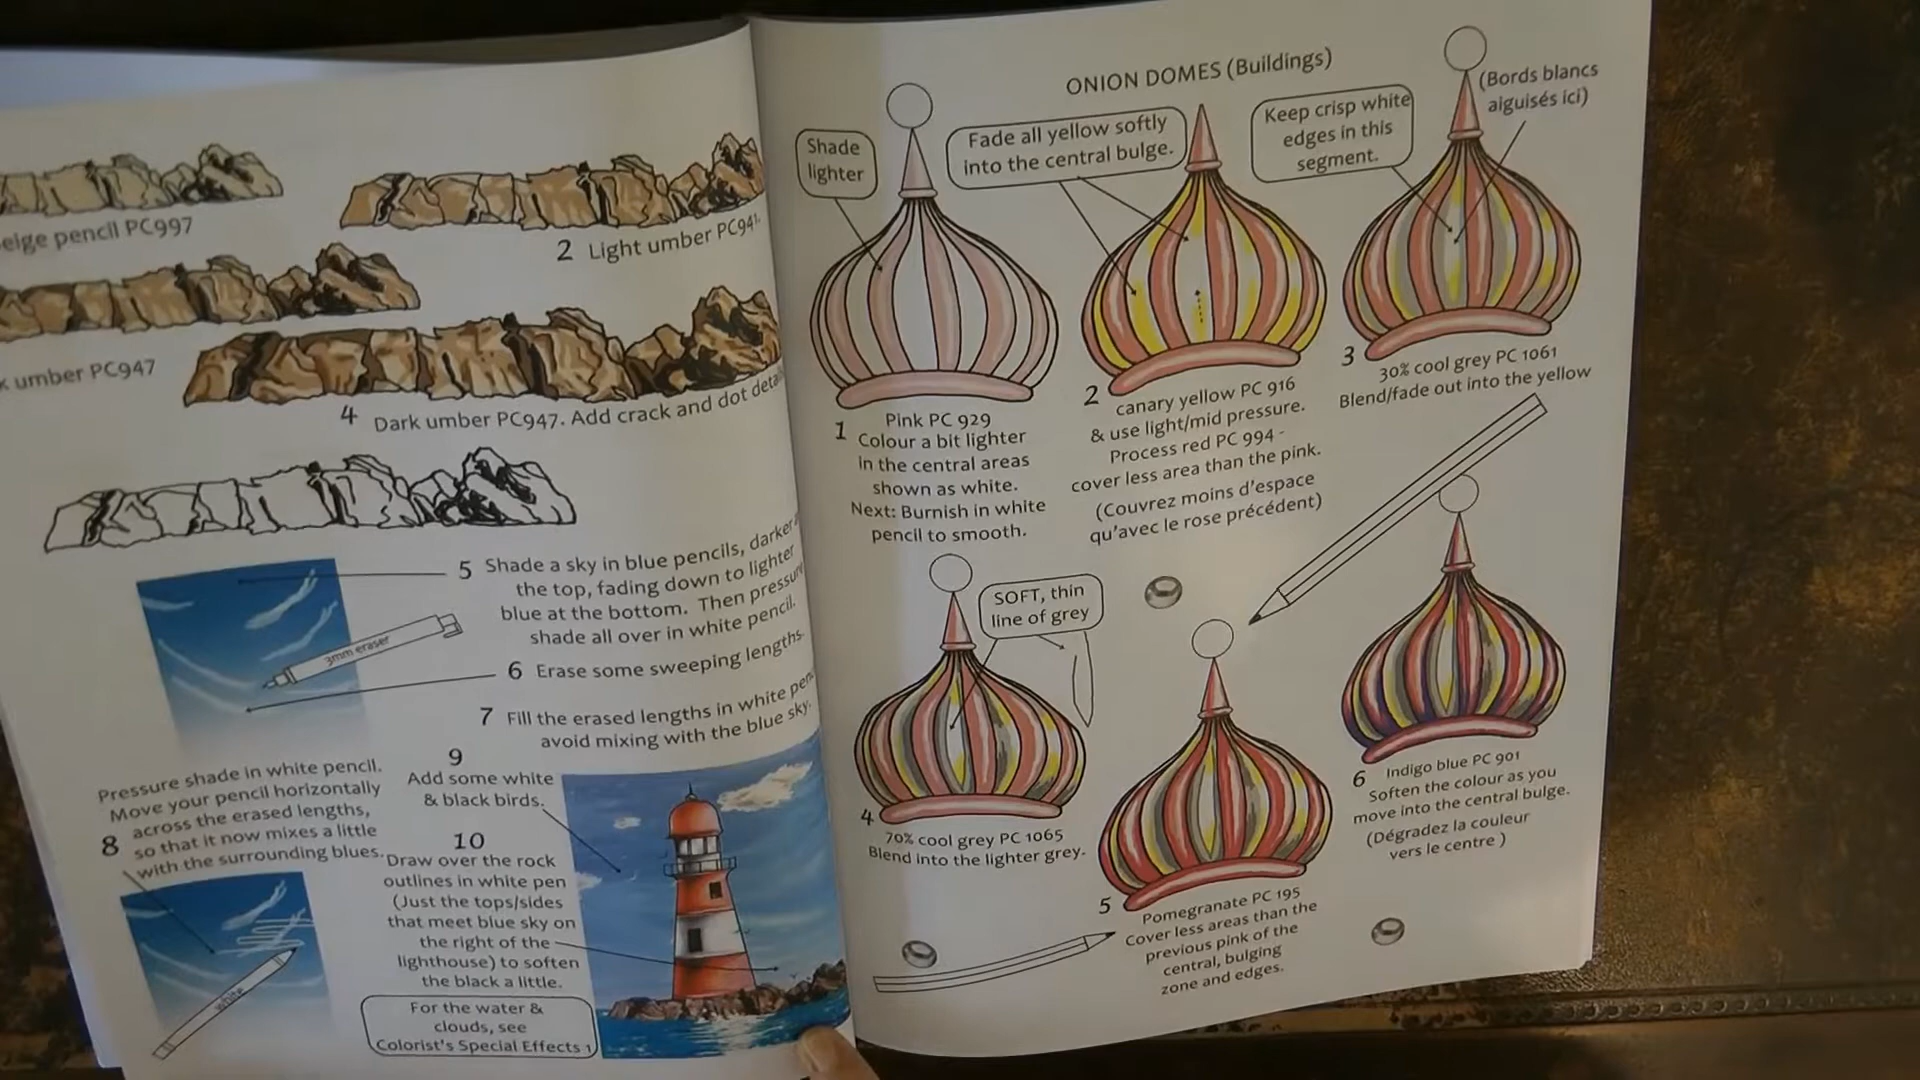 pencil PC997
2 Light umber PC941.
umber PC947
4 Dark umber PC947. Add crack and dot
5 Shade a sky in blue pencils, darker
the top, fading down to lighter
blue at the bottom. Then pressure
shade all over in white pencil.
3mm eraser
6 Erase some sweeping lengths.
7 Fill the erased lengths in white
avoid mixing with the blue sky.
8 Pressure shade in white pencil.
Move your pencil horizontally
across the erased lengths,
so that it now mixes a little
with the surrounding blues.
white
9
Add some white
& black birds.
10
Draw over the rock
outlines in white pen
(Just the tops/sides
that meet blue sky on
the right of the
lighthouse) to soften
the black a little.
For the water &
clouds, see
Colorist's Special Effects 1
ONION DOMES (Buildings)
Shade
lighter
Fade all yellow softly
into the central bulge.
Keep crisp white
edges in this
segment.
(Bords blancs
aiguisés ici)
1 Pink PC 929
Colour a bit lighter
in the central areas
shown as white.
Next: Burnish in white
pencil to smooth.
2 canary yellow PC 916
& use light/mid pressure.
Process red PC 994 -
cover less area than the pink.
(Couvrez moins d'espace
qu'avec le rose précédent)
3 30% cool grey PC 1061
Blend/fade out into the yellow
SOFT, thin
line of grey
4 70% cool grey PC 1065
Blend into the lighter grey.
5 Pomegranate PC 195
Cover less areas than the
previous pink of the
central, bulging
zone and edges.
6 Indigo blue PC 901
Soften the colour as you
move into the central bulge.
(Dégradez la couleur
vers le centre )